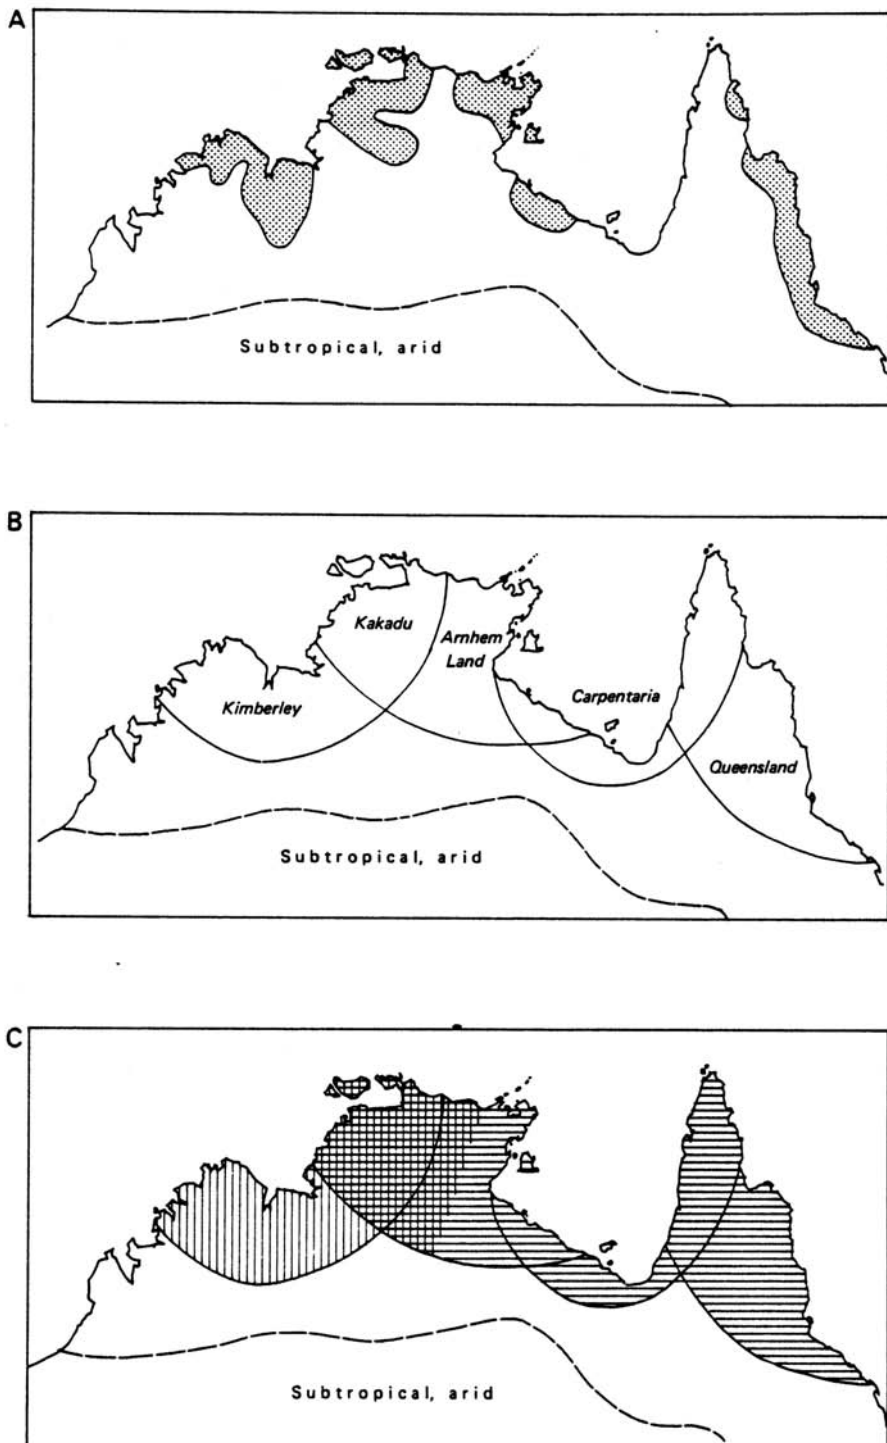 A
Subtropical, arid
B
Kakadu
Arnhem
Land
Carpentaria
Kimberley
Queensland
Subtropical, arid
C
Subtropical, arid